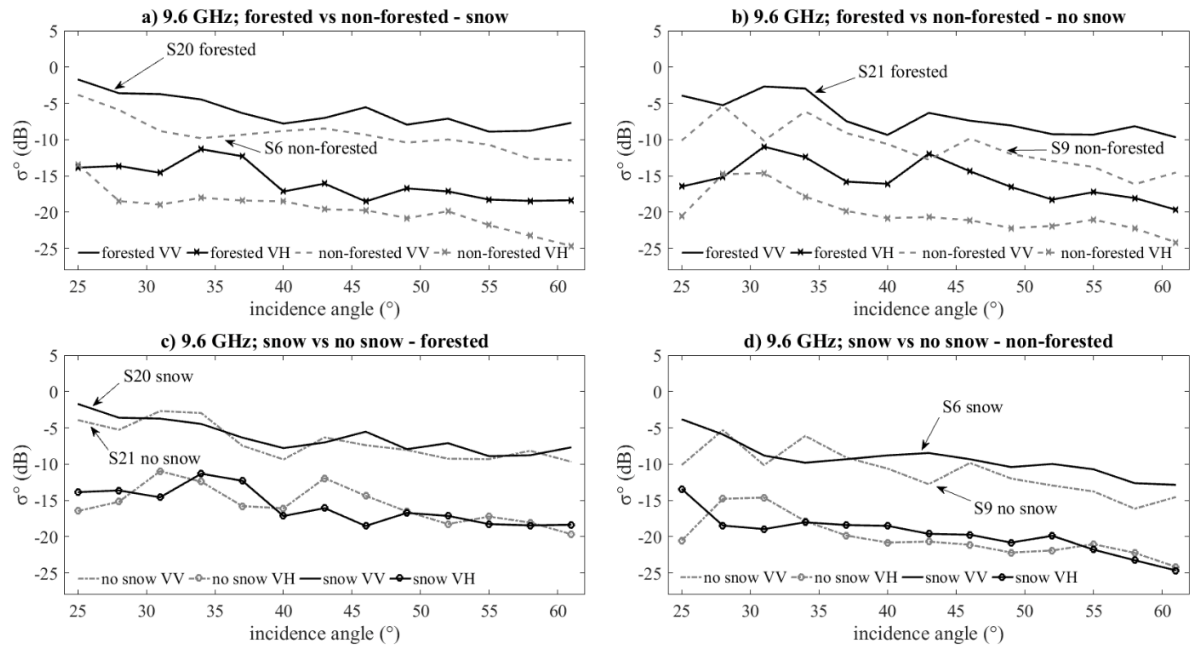 a) 9.6 GHz; forested vs non-forested - snow
5
0
-5
-10
-15
-20
-25
σ° (dB)
S20 forested
S6 non-forested
forested VV forested VH non-forested VV non-forested VH
25 30 35 40 45 50 55 60
incidence angle (°)
b) 9.6 GHz; forested vs non-forested - no snow
5
0
-5
-10
-15
-20
-25
σ° (dB)
S21 forested
S9 non-forested
forested VV forested VH non-forested VV non-forested VH
25 30 35 40 45 50 55 60
incidence angle (°)
c) 9.6 GHz; snow vs no snow - forested
5
0
-5
-10
-15
-20
-25
σ° (dB)
S20 snow
S21 no snow
no snow VV no snow VH snow VV snow VH
25 30 35 40 45 50 55 60
incidence angle (°)
d) 9.6 GHz; snow vs no snow - non-forested
5
0
-5
-10
-15
-20
-25
σ° (dB)
S6 snow
S9 no snow
no snow VV no snow VH snow VV snow VH
25 30 35 40 45 50 55 60
incidence angle (°)